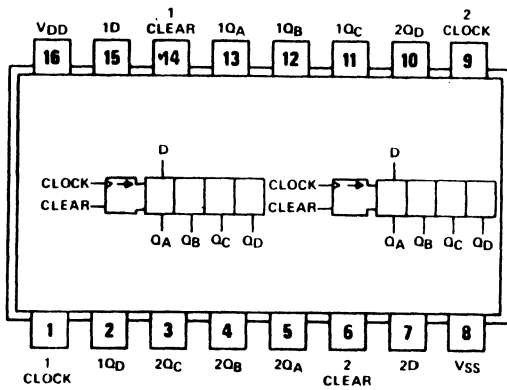 1 2
VDD 1D CLEAR 1QA 1QB 1QC 2QD CLOCK
16 15 14 13 12 11 10 9
D D
CLOCK CLOCK
CLEAR CLEAR
QA QB QC QD QA QB QC QD
1 2 3 4 5 6 7 8
1 1QD 2QC 2QB 2QA 2 2D VSS
CLOCK CLEAR